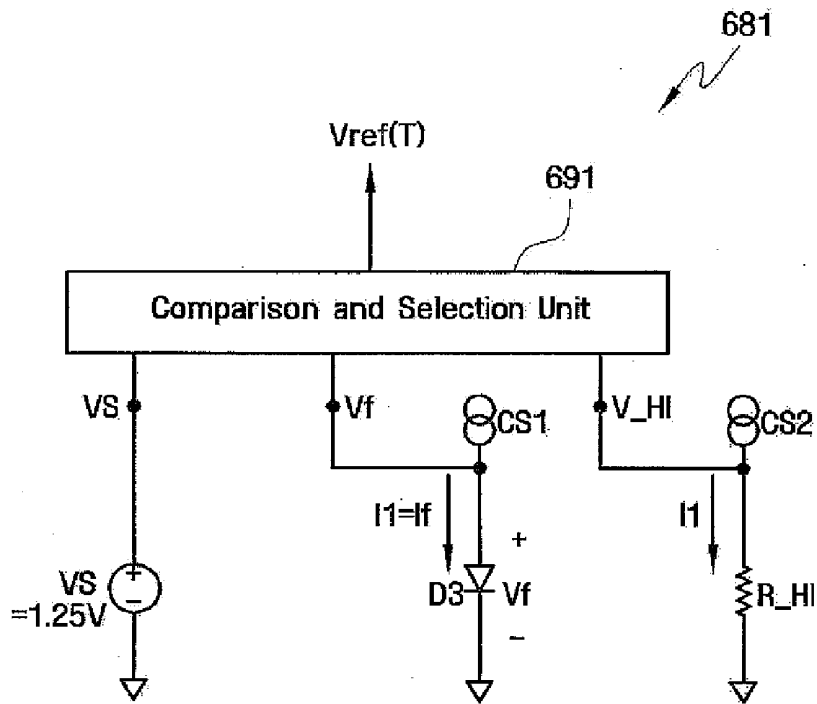 681
Vref(T)
691
Comparison and Selection Unit
VS
Vf
CS1
V_HI
CS2
I1=If
+
D3
Vf
−
I1
R_HI
+
−
VS
=1.25V